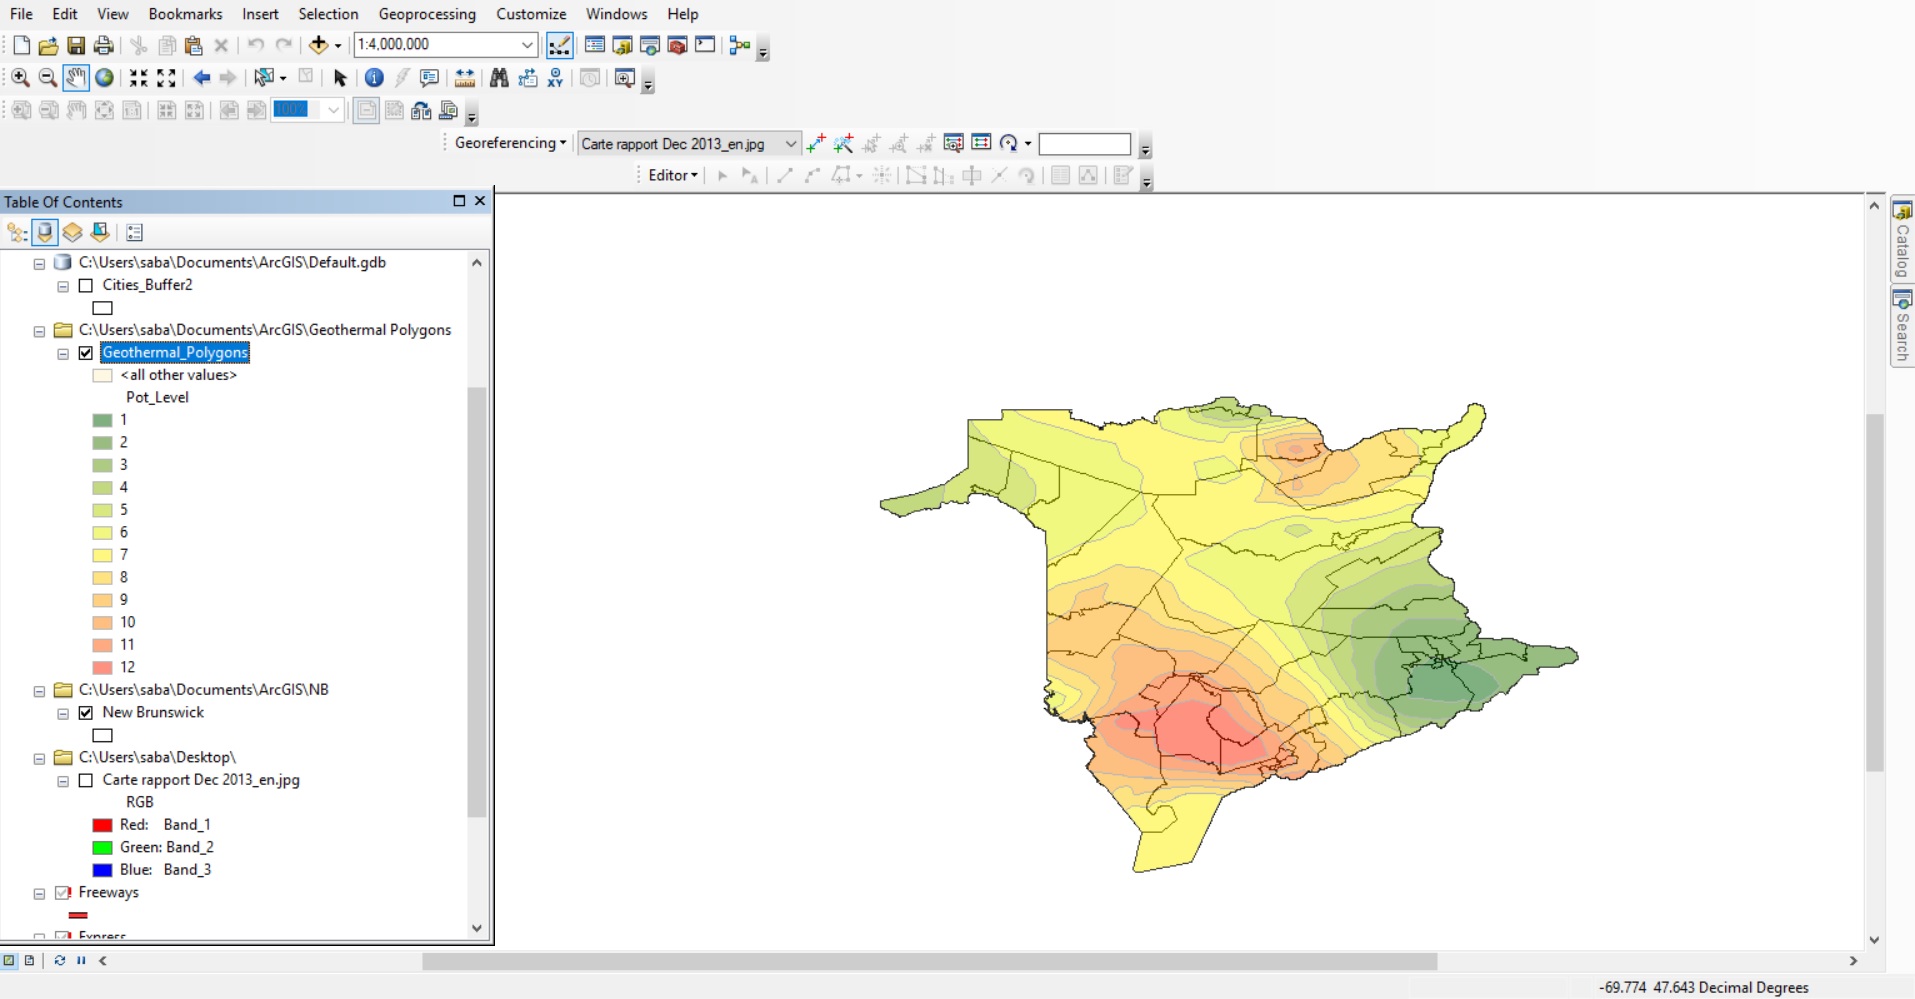 File Edit View Bookmarks Insert Selection Geoprocessing Customize Windows Help
1:4,000,000
XY
1:1 100%
Georeferencing Carte rapport Dec 2013_en.jpg
Editor
Table Of Contents
C:\Users\saba\Documents\ArcGIS\Default.gdb
Cities_Buffer2
C:\Users\saba\Documents\ArcGIS\Geothermal Polygons
Geothermal_Polygons
<all other values>
Pot_Level
1
2
3
4
5
6
7
8
9
10
11
12
C:\Users\saba\Documents\ArcGIS\NB
New Brunswick
C:\Users\saba\Desktop\
Carte rapport Dec 2013_en.jpg
RGB
Red: Band_1
Green: Band_2
Blue: Band_3
Freeways
Express
Catalog
Search
-69.774 47.643 Decimal Degrees